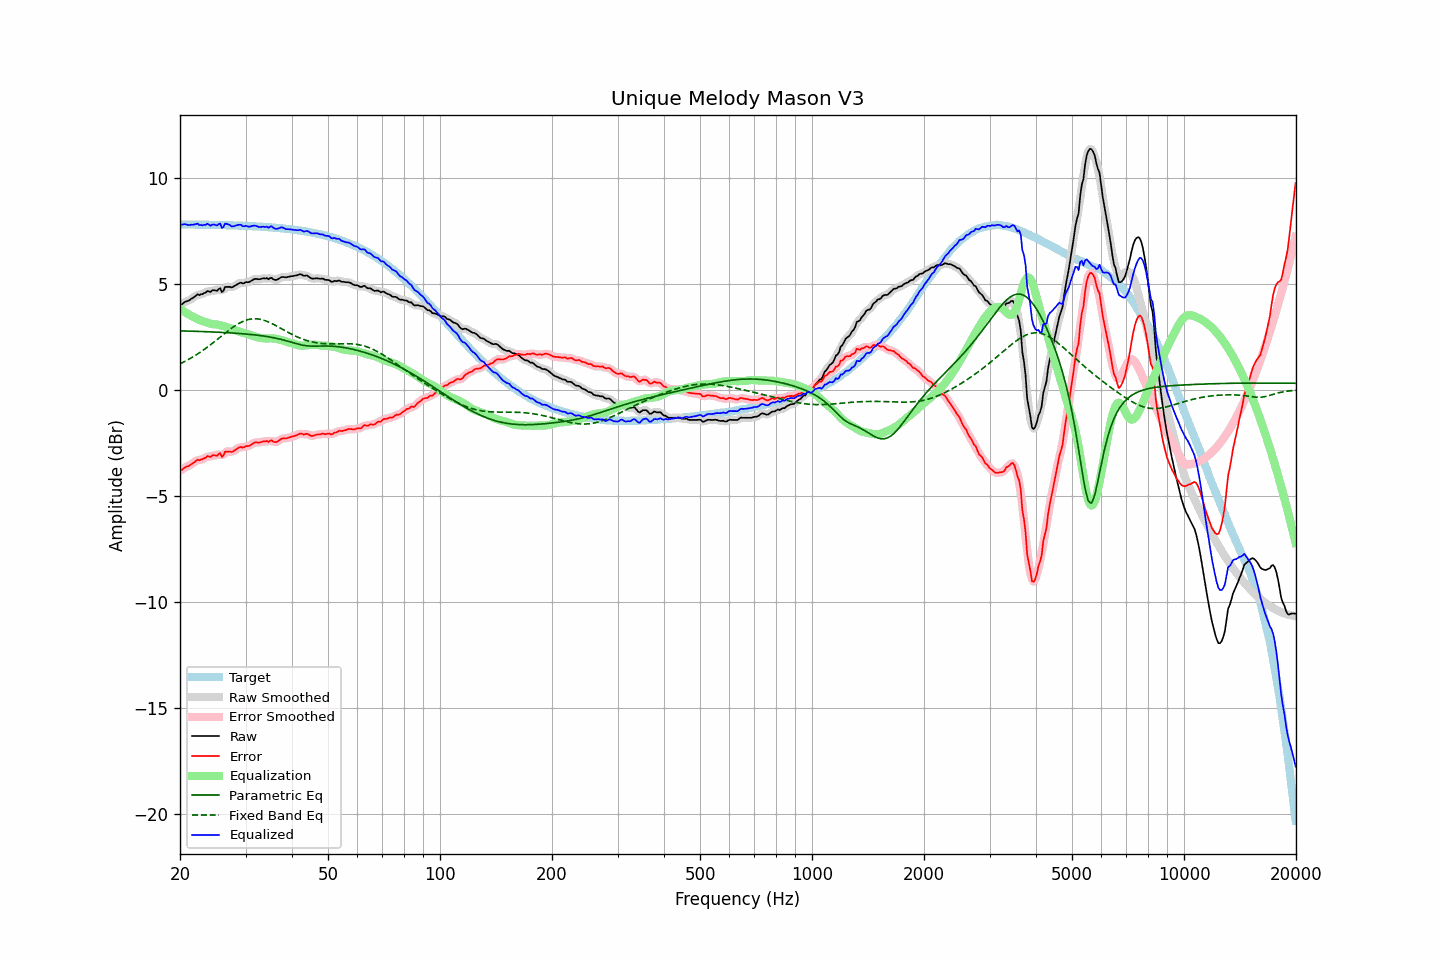 Unique Melody Mason V3
Amplitude (dBr)
10
5
0
−5
−10
−15
−20
Target
Raw Smoothed
Error Smoothed
Raw
Error
Equalization
Parametric Eq
Fixed Band Eq
Equalized
20 50 100 200 500 1000 2000 5000 10000 20000
Frequency (Hz)